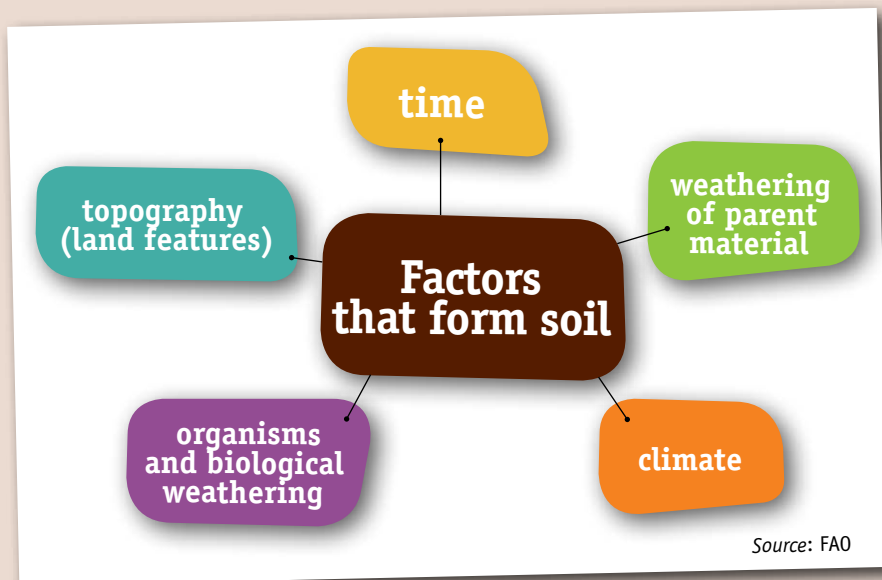 time
weathering
of parent
material
topography
(land features)
Factors
that form soil
organisms
and biological
weathering
climate
Source: FAO